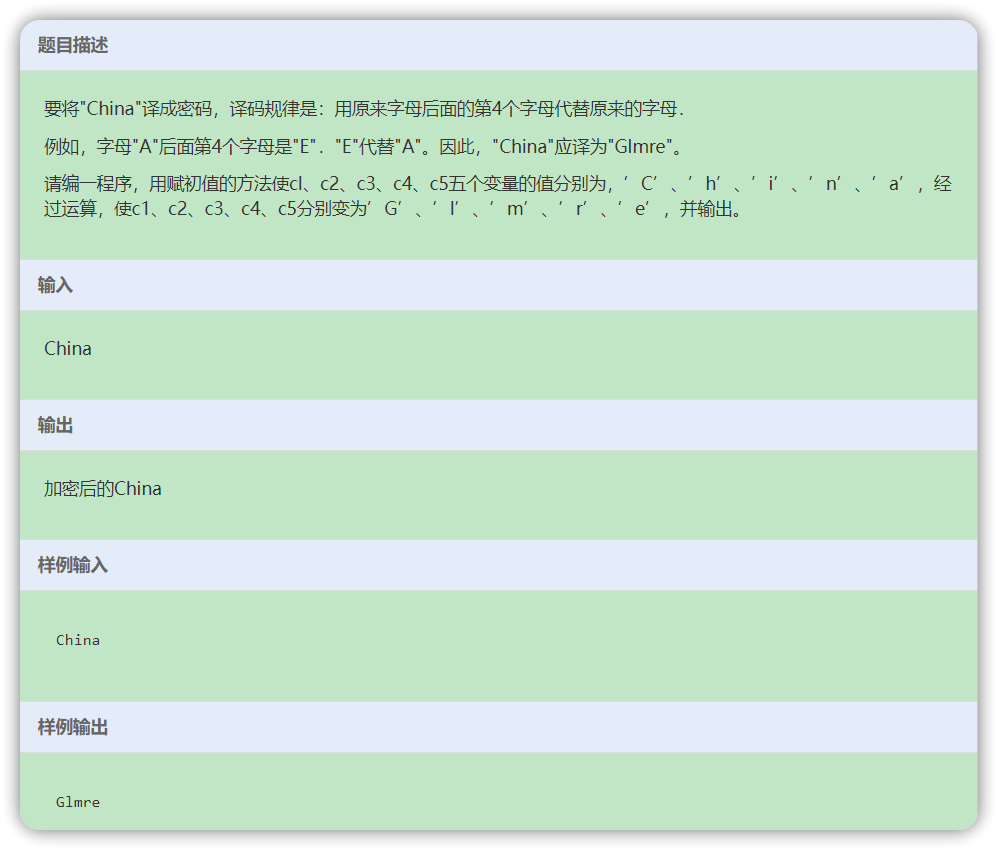 题目描述
要将"China"译成密码，译码规律是：用原来字母后面的第4个字母代替原来的字母．
例如，字母"A"后面第4个字母是"E"．"E"代替"A"。因此，"China"应译为"Glmre"。
请编一程序，用赋初值的方法使cl、c2、c3、c4、c5五个变量的值分别为，’C’、’h’、’i’、’n’、’a’，经
过运算，使c1、c2、c3、c4、c5分别变为’G’、’l’、’m’、’r’、’e’，并输出。
输入
China
输出
加密后的China
样例输入
China
样例输出
Glmre